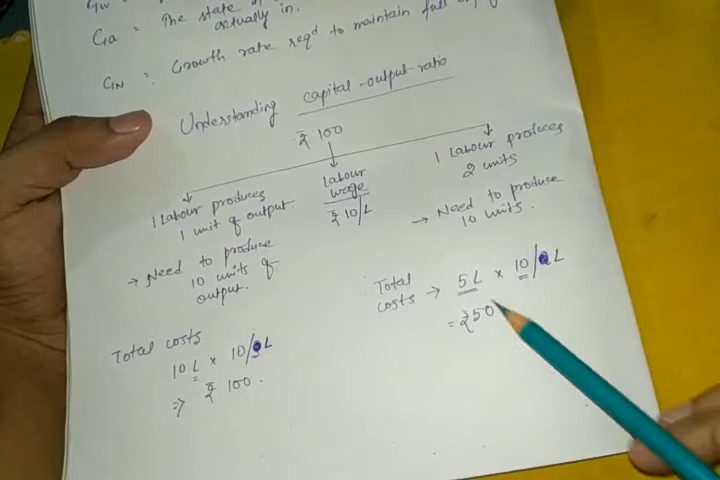 Gw
The state
Ga = actually in.
GN : Growth rate reqd to maintain full
Understanding capital-output-ratio
₹ 100
1 Labour produces
1 unit of output
→ Need to produce
10 units of
output.
Total costs
10 L × 10/L
⇒ ₹ 100.
Labour
wage
₹ 10/L
1 Labour produces
2 units
→ Need to produce
10 units.
Total
costs → 5 L × 10/L
= ₹50